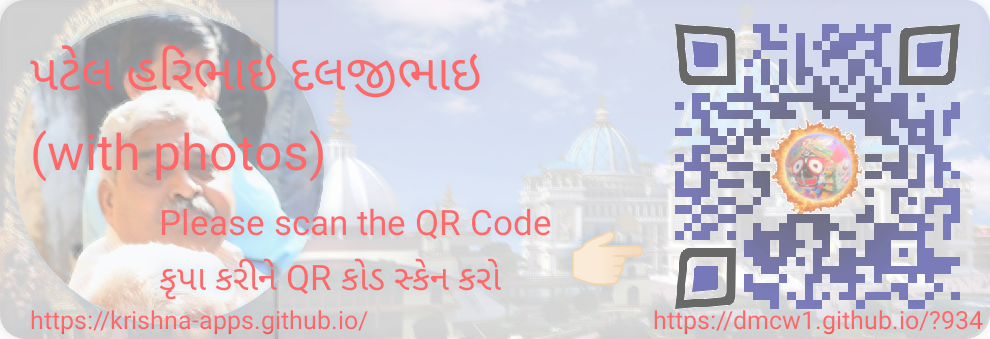 પટેલ હરિભાઇ દલજીભાઇ
(with photos)
Please scan the QR Code
કૃપા કરીને QR કોડ સ્કેન કરો
https://krishna-apps.github.io/
https://dmcw1.github.io/?934